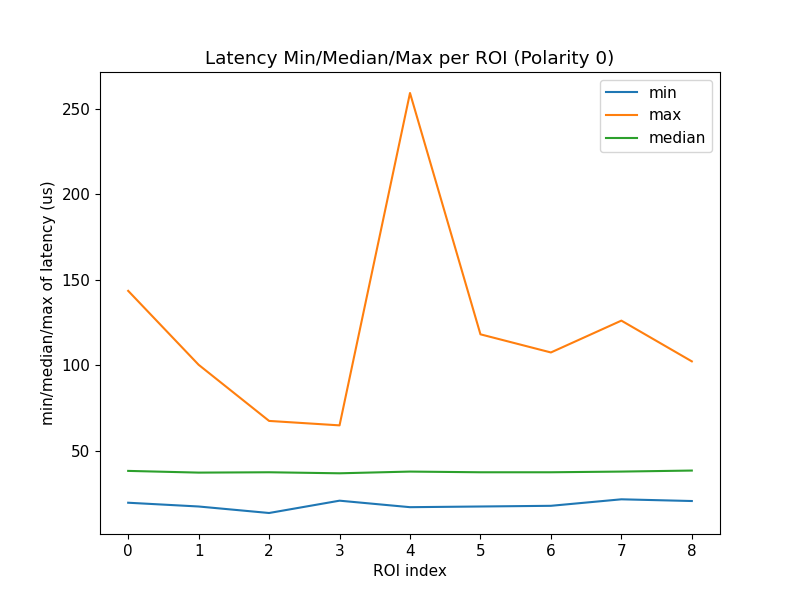 Latency Min/Median/Max per ROI (Polarity 0)
min
max
median
min/median/max of latency (us)
250
200
150
100
50
0 1 2 3 4 5 6 7 8
ROI index